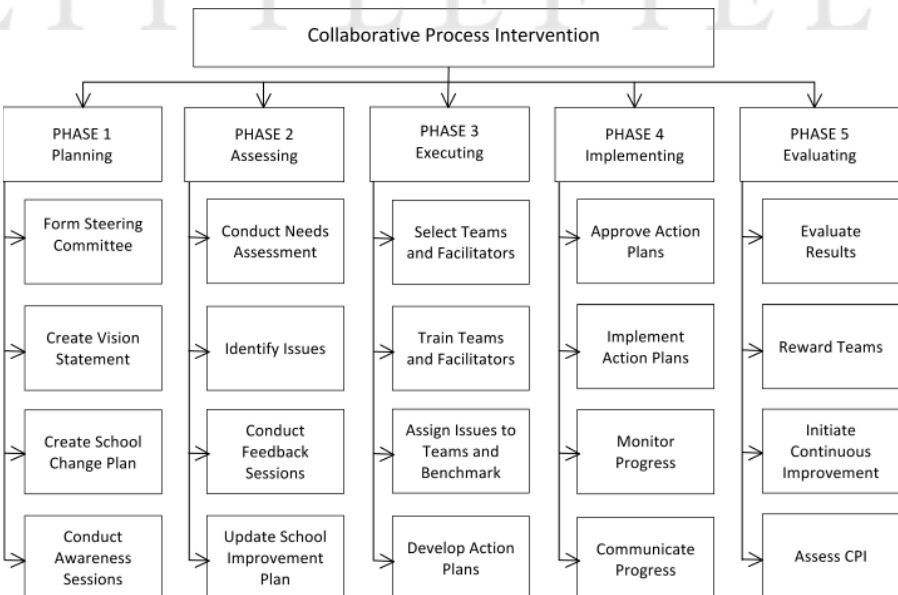 Collaborative Process Intervention
PHASE 1
Planning
Form Steering
Committee
Create Vision
Statement
Create School
Change Plan
Conduct
Awareness
Sessions
PHASE 2
Assessing
Conduct Needs
Assessment
Identify Issues
Conduct
Feedback
Sessions
Update School
Improvement
Plan
PHASE 3
Executing
Select Teams
and Facilitators
Train Teams
and Facilitators
Assign Issues to
Teams and
Benchmark
Develop Action
Plans
PHASE 4
Implementing
Approve Action
Plans
Implement
Action Plans
Monitor
Progress
Communicate
Progress
PHASE 5
Evaluating
Evaluate
Results
Reward Teams
Initiate
Continuous
Improvement
Assess CPI